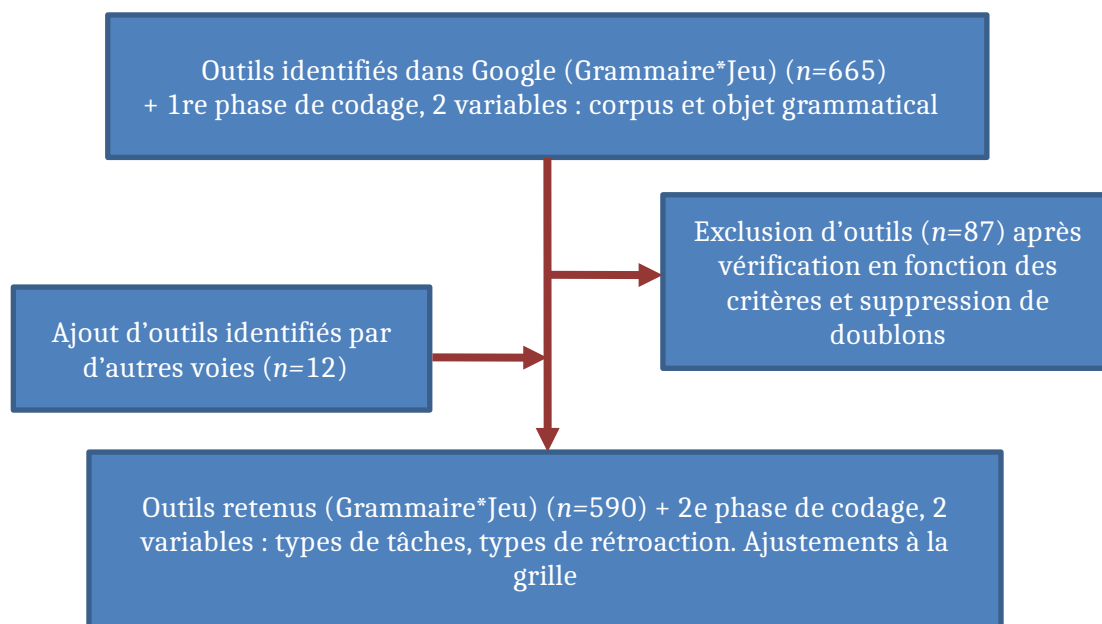 Outils identifiés dans Google (Grammaire*Jeu) (n=665)
+ 1re phase de codage, 2 variables : corpus et objet grammatical
Exclusion d’outils (n=87) après
vérification en fonction des
critères et suppression de
doublons
Ajout d’outils identifiés par
d’autres voies (n=12)
Outils retenus (Grammaire*Jeu) (n=590) + 2e phase de codage, 2
variables : types de tâches, types de rétroaction. Ajustements à la
grille